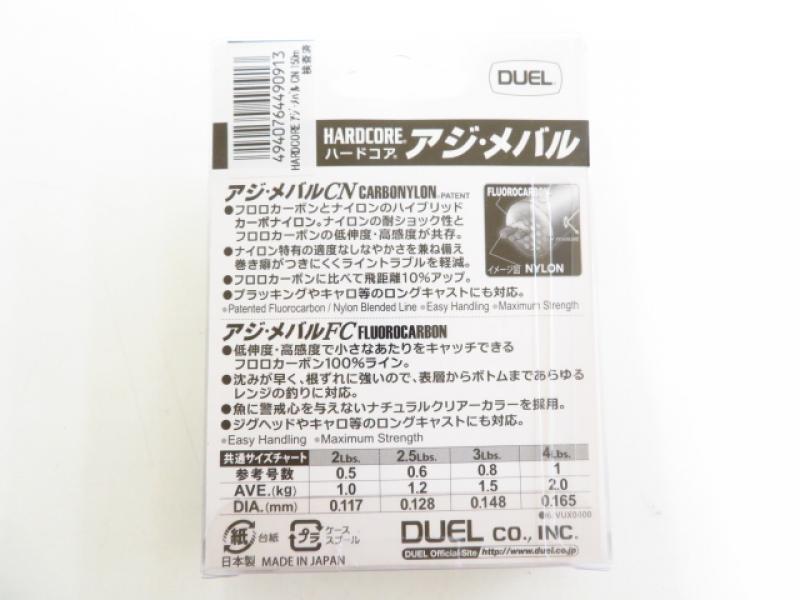 4940764490913
HARDCORE アジ・メバル CN 150m
検査済
DUEL
HARDCORE®
ハードコア®
アジ・メバル
アジ・メバルCN CARBONYLON PATENT
●フロロカーボンとナイロンのハイブリッド
カーボナイロン。ナイロンの耐ショック性と
フロロカーボンの低伸度・高感度が共存。
●ナイロン特有の適度なしなやかさを兼ね備え
巻き癖がつきにくくライントラブルを軽減。
●フロロカーボンに比べて飛距離10%アップ。
●プラッキングやキャロ等のロングキャストにも対応。
●Patented Fluorocarbon / Nylon Blended Line ●Easy Handling ●Maximum Strength
FLUOROCARBON
イメージ図 NYLON
アジ・メバルFC FLUOROCARBON
●低伸度・高感度で小さなあたりをキャッチできる
フロロカーボン100%ライン。
●沈みが早く、根ずれに強いので、表層からボトムまであらゆる
レンジの釣りに対応。
●魚に警戒心を与えないナチュラルクリアーカラーを採用。
●ジグヘッドやキャロ等のロングキャストにも対応。
●Easy Handling ●Maximum Strength
共通サイズチャート 2Lbs. 2.5Lbs. 3Lbs. 4Lbs.
参考号数 0.5 0.6 0.8 1
AVE.(kg) 1.0 1.2 1.5 2.0
DIA.(mm) 0.117 0.128 0.148 0.165
紙 台紙
プラ ケース
スプール
DUEL CO., INC.
DUEL Official Site http://www.duel.co.jp
日本製 MADE IN JAPAN